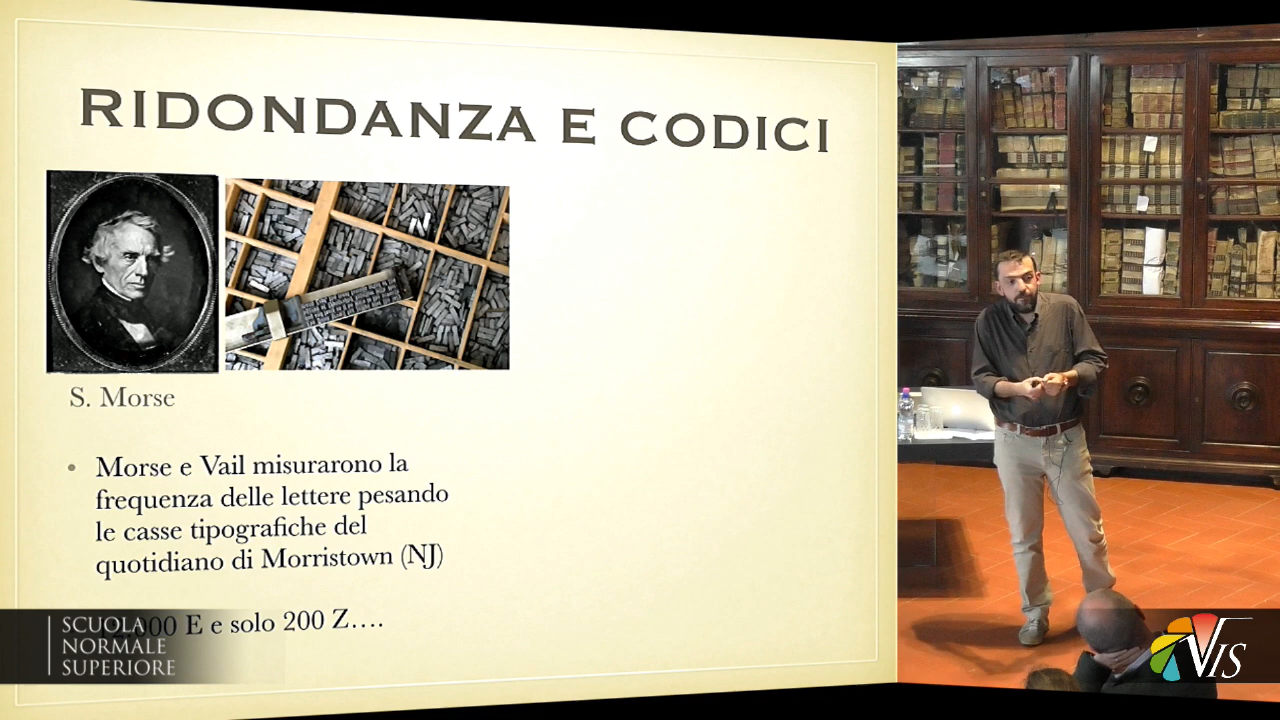 RIDONDANZA E CODICI
S. Morse
• Morse e Vail misurarono la
frequenza delle lettere pesando
le casse tipografiche del
quotidiano di Morristown (NJ)
E e solo 200 Z....
SCUOLA
NORMALE
SUPERIORE
VIS